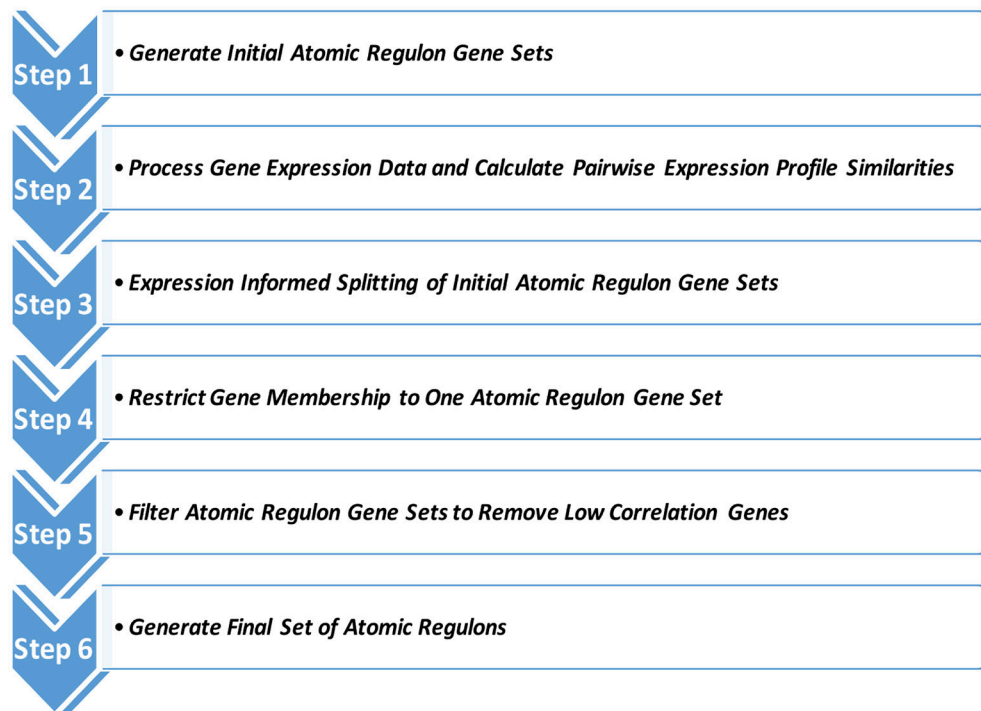 Step 1
• Generate Initial Atomic Regulon Gene Sets
Step 2
• Process Gene Expression Data and Calculate Pairwise Expression Profile Similarities
Step 3
• Expression Informed Splitting of Initial Atomic Regulon Gene Sets
Step 4
• Restrict Gene Membership to One Atomic Regulon Gene Set
Step 5
• Filter Atomic Regulon Gene Sets to Remove Low Correlation Genes
Step 6
• Generate Final Set of Atomic Regulons